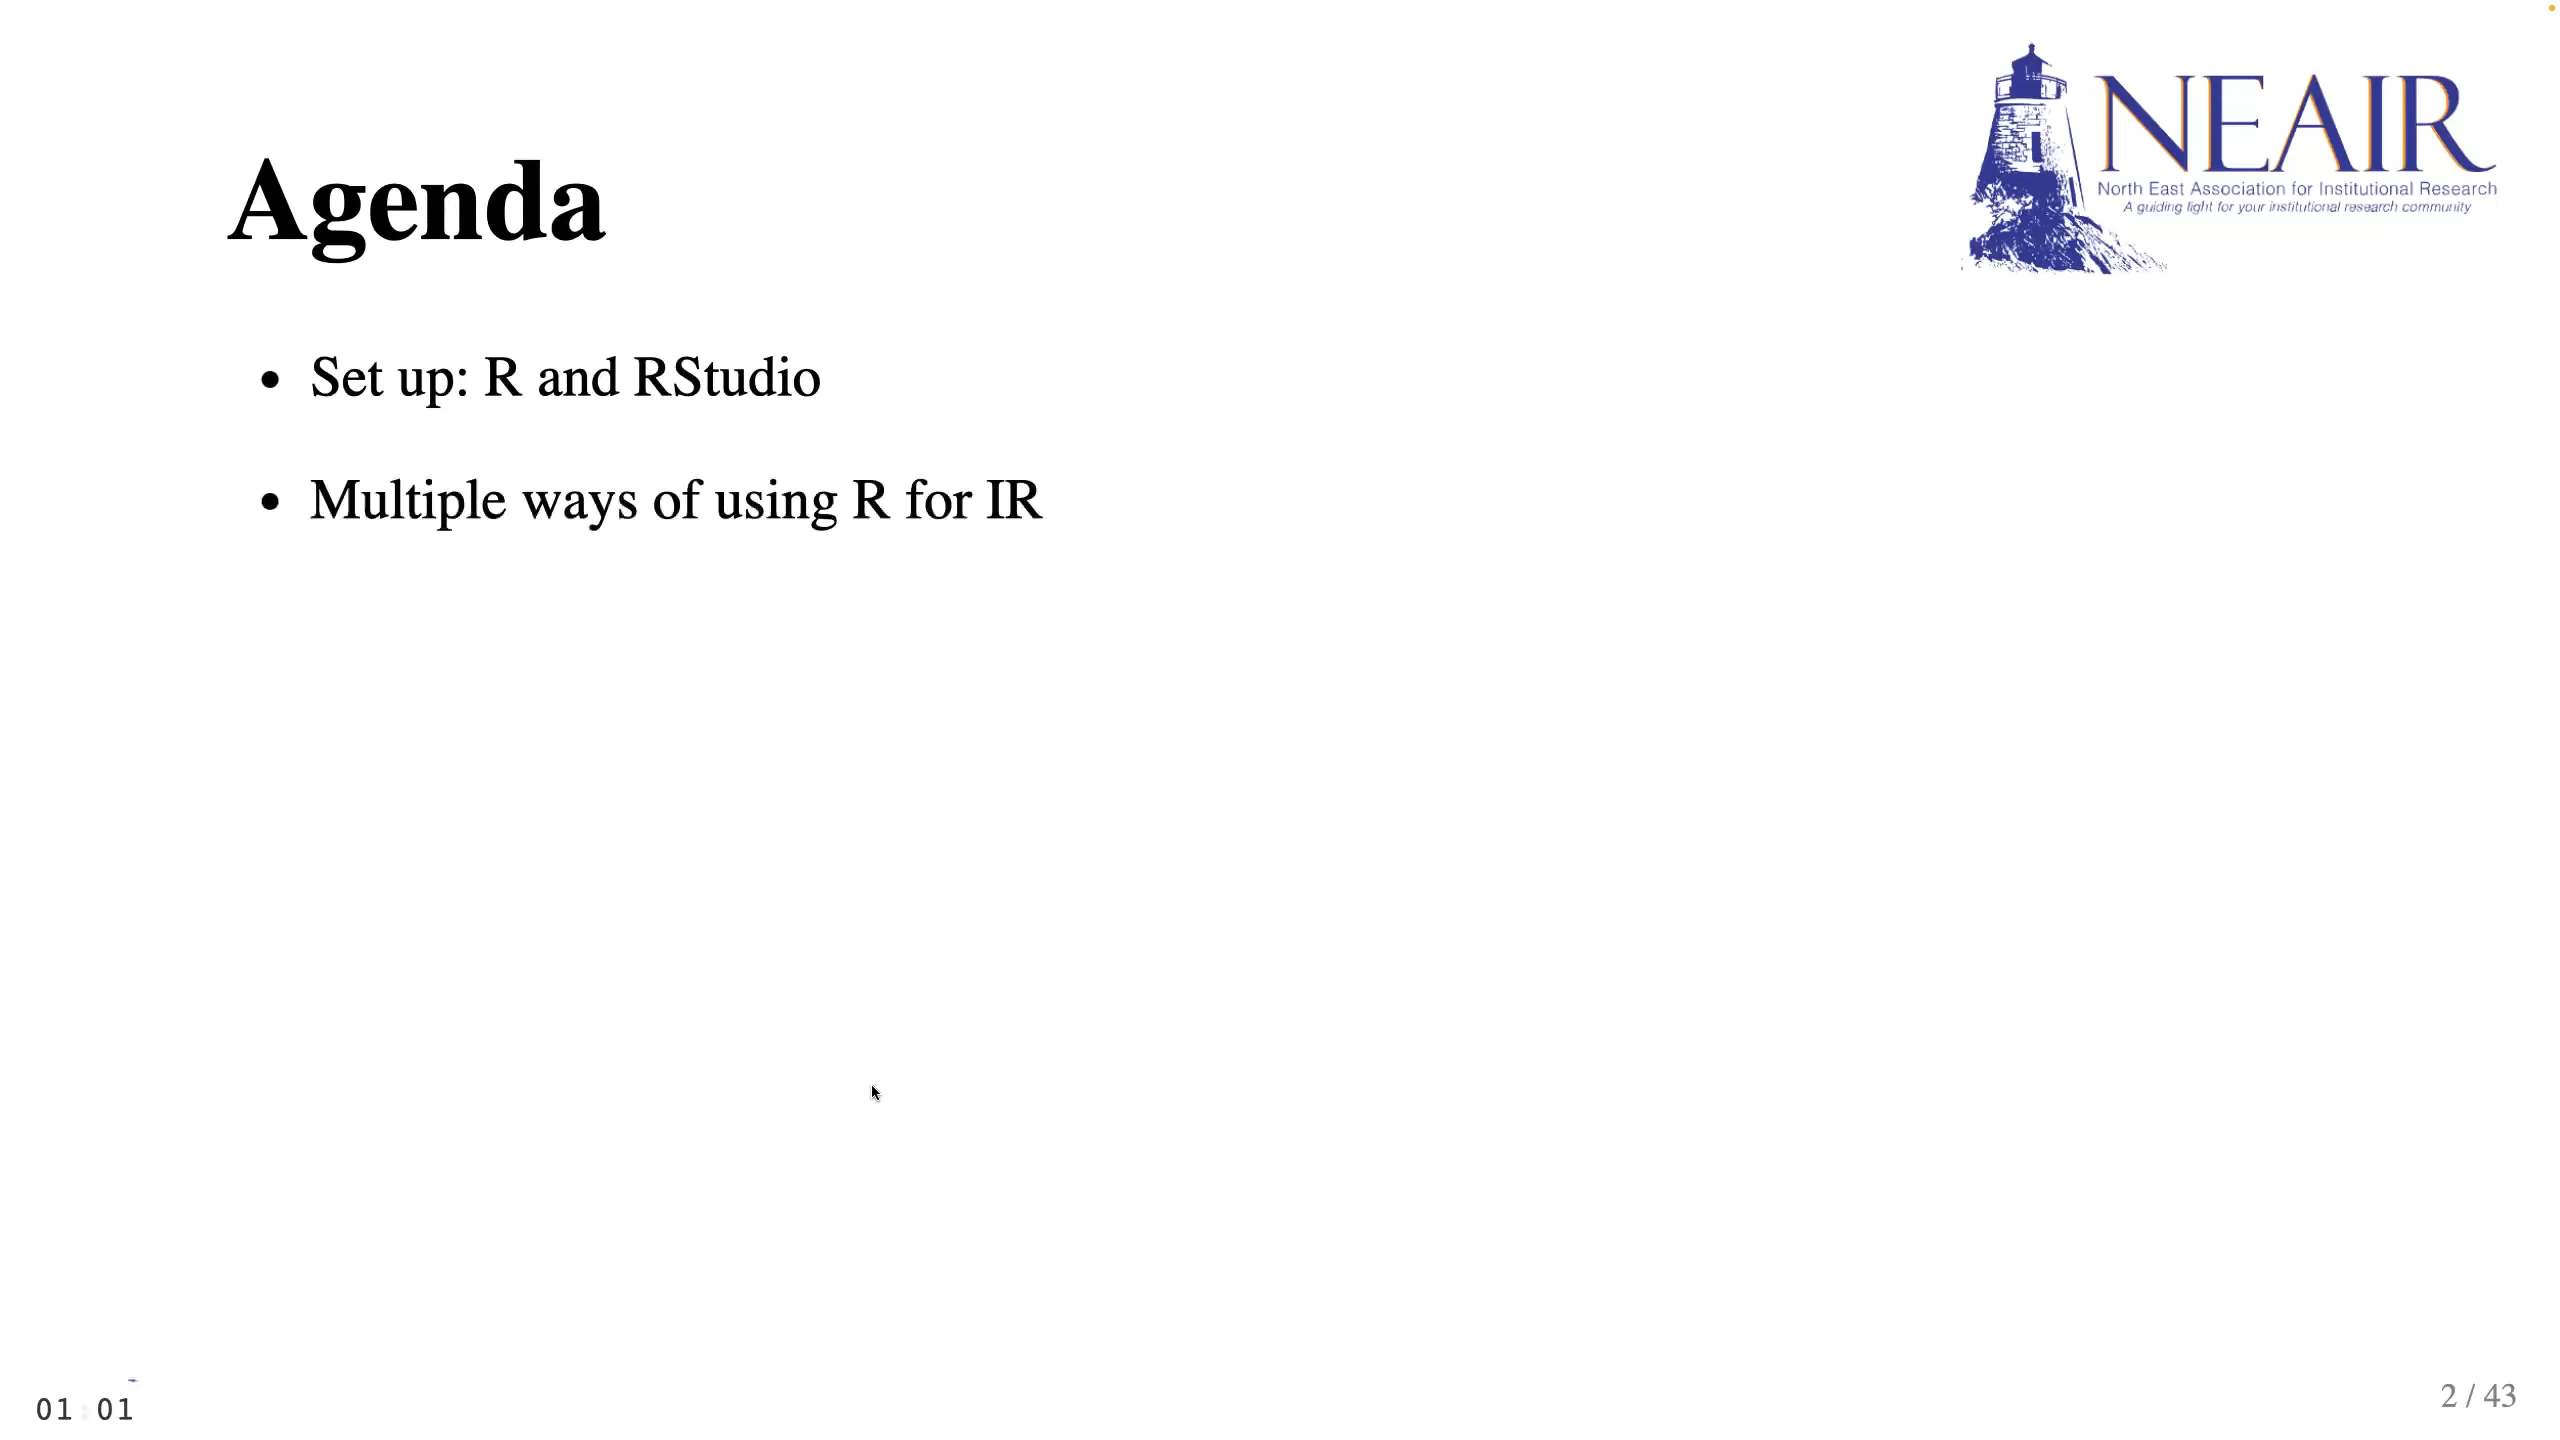 NEAIR
North East Association for Institutional Research
A guiding light for your institutional research community
Agenda
• Set up: R and RStudio
• Multiple ways of using R for IR
01:01
2 / 43